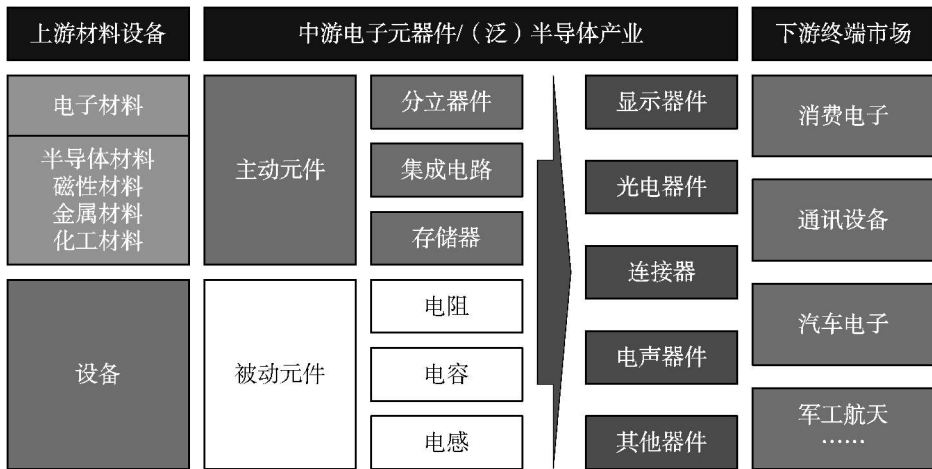 上游材料设备
中游电子元器件/（泛）半导体产业
下游终端市场
电子材料
半导体材料
磁性材料
金属材料
化工材料
设备
主动元件
被动元件
分立器件
集成电路
存储器
电阻
电容
电感
显示器件
光电器件
连接器
电声器件
其他器件
消费电子
通讯设备
汽车电子
军工航天
……